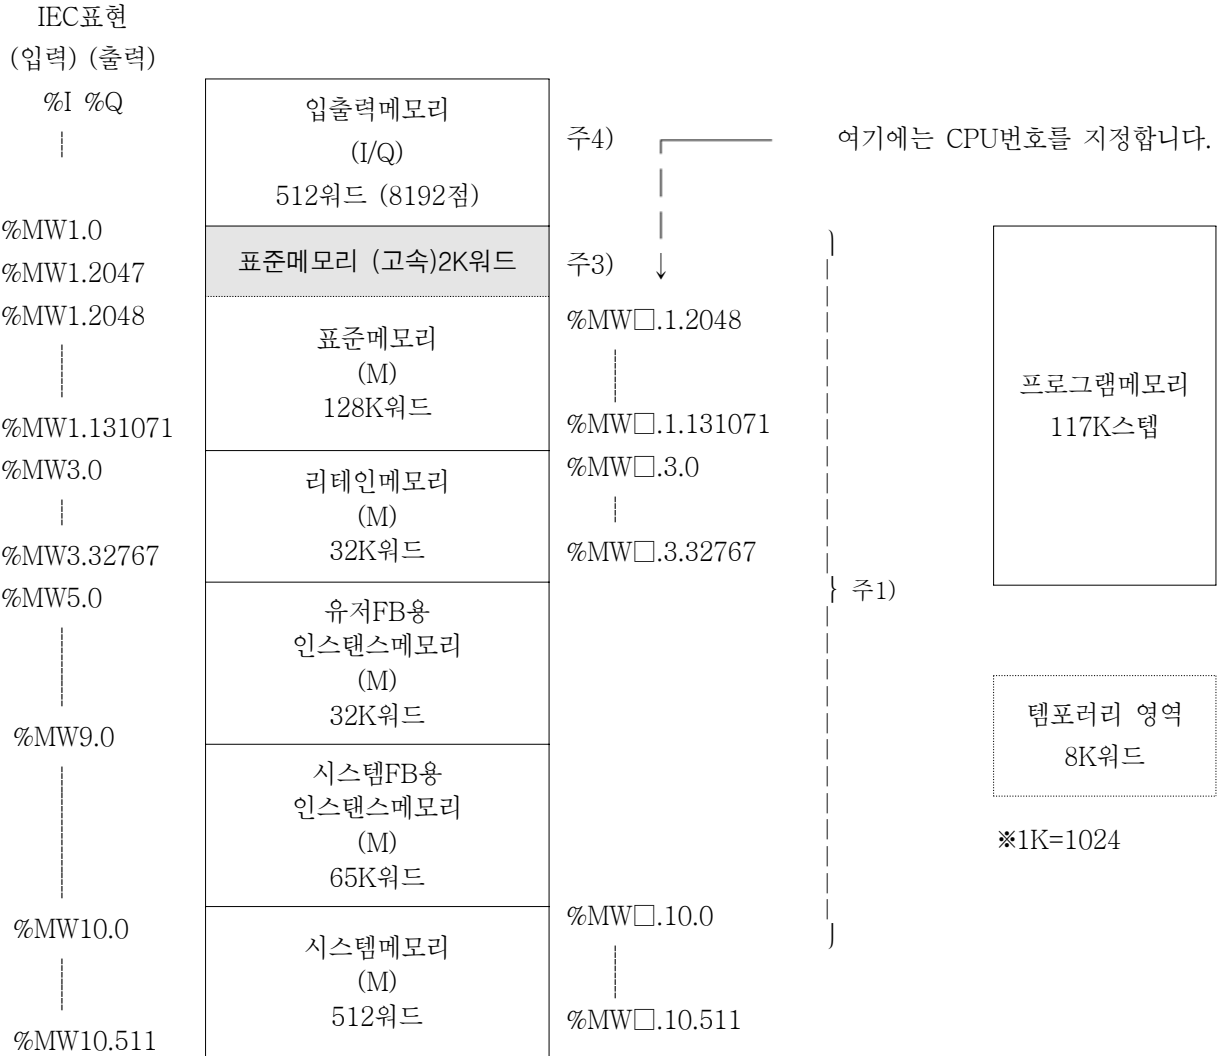 IEC표현
(입력) (출력)
%I %Q
입출력메모리
(I/Q)
512워드 (8192점)
주4)
여기에는 CPU번호를 지정합니다.
%MW1.0
%MW1.2047
표준메모리 (고속)2K워드
주3)
%MW1.2048
%MW1.131071
표준메모리
(M)
128K워드
%MW□.1.2048
%MW□.1.131071
%MW3.0
%MW3.32767
리테인메모리
(M)
32K워드
%MW□.3.0
%MW□.3.32767
%MW5.0
유저FB용
인스탠스메모리
(M)
32K워드
주1)
%MW9.0
시스템FB용
인스탠스메모리
(M)
65K워드
%MW10.0
%MW10.511
시스템메모리
(M)
512워드
%MW□.10.0
%MW□.10.511
프로그램메모리
117K스텝
템포러리 영역
8K워드
※1K=1024